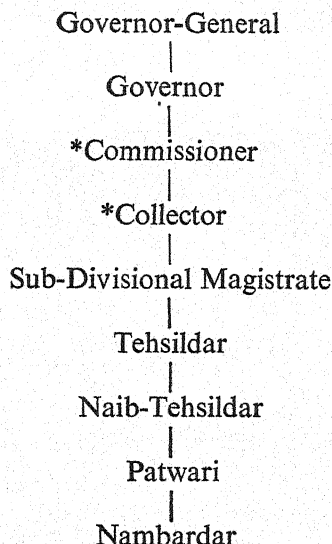 Governor-General
Governor
*Commissioner
*Collector
Sub-Divisional Magistrate
Tehsildar
Naib-Tehsildar
Patwari
Nambardar